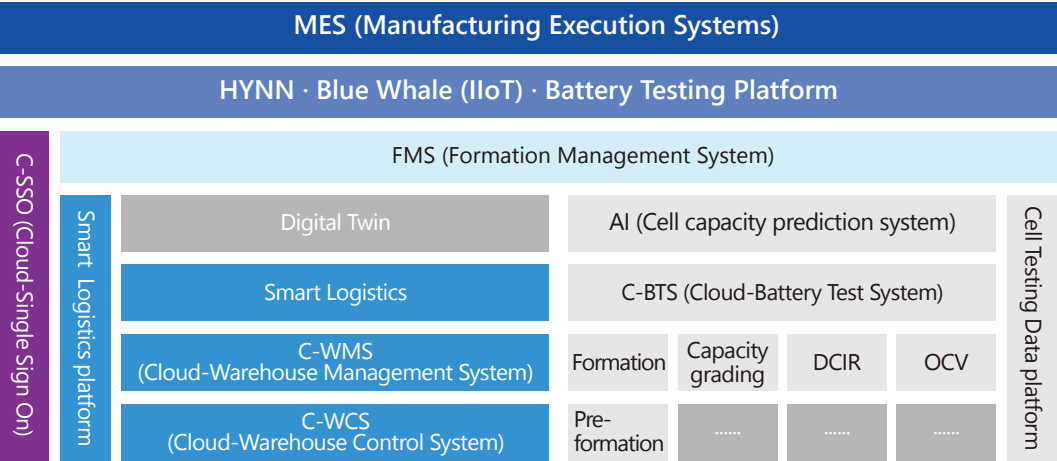 MES (Manufacturing Execution Systems)
HYNN · Blue Whale (IIoT) · Battery Testing Platform
C-SSO (Cloud-Single Sign On)
FMS (Formation Management System)
Smart Logistics platform
Digital Twin
Smart Logistics
C-WMS
(Cloud-Warehouse Management System)
C-WCS
(Cloud-Warehouse Control System)
AI (Cell capacity prediction system)
C-BTS (Cloud-Battery Test System)
Formation
Capacity
grading
DCIR
OCV
Pre-
formation
......
......
......
Cell Testing Data platform